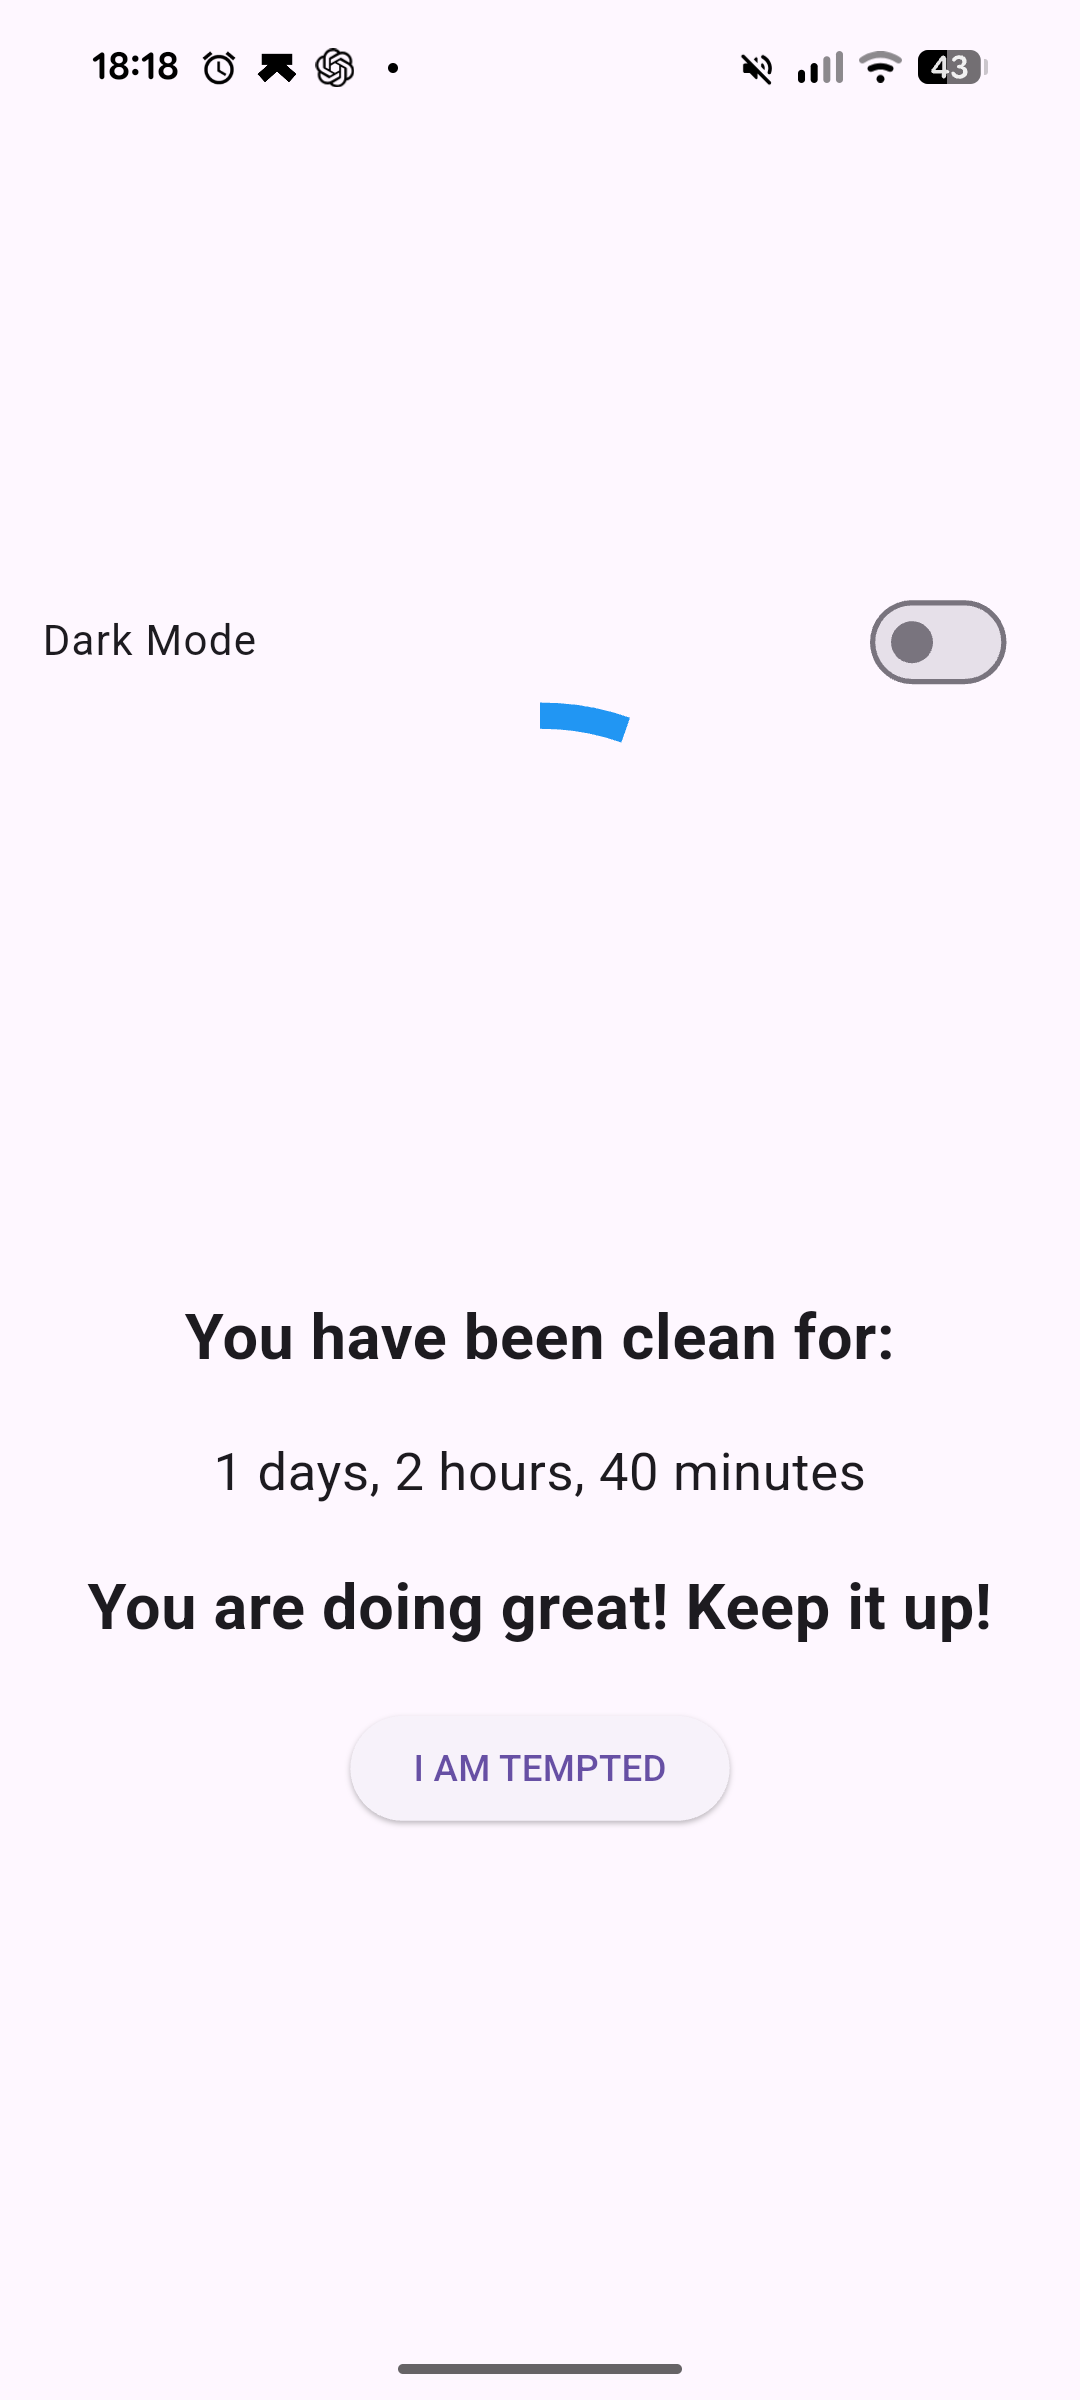 18:18
43
Dark Mode
You have been clean for:
1 days, 2 hours, 40 minutes
You are doing great! Keep it up!
I AM TEMPTED